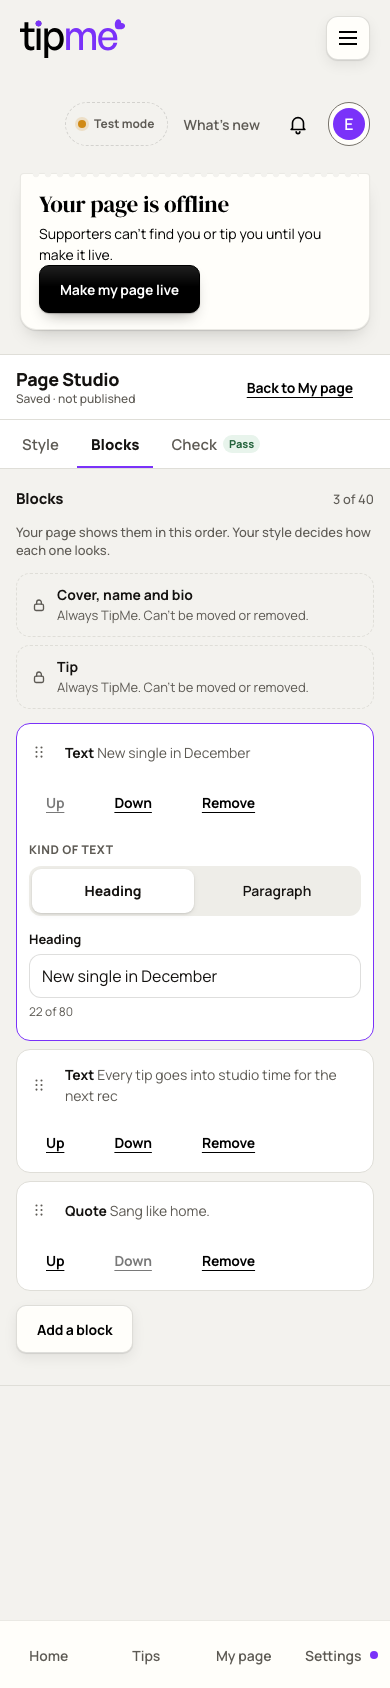 tipme
Test mode
What's new
E
Your page is offline
Supporters can't find you or tip you until you
make it live.
Make my page live
Page Studio
Saved · not published
Back to My page
Style
Blocks
Check
Pass
Blocks
3 of 40
Your page shows them in this order. Your style decides how
each one looks.
Cover, name and bio
Always TipMe. Can't be moved or removed.
Tip
Always TipMe. Can't be moved or removed.
Text New single in December
Up
Down
Remove
KIND OF TEXT
Heading
Paragraph
Heading
New single in December
22 of 80
Text Every tip goes into studio time for the
next rec
Up
Down
Remove
Quote Sang like home.
Up
Down
Remove
Add a block
Home
Tips
My page
Settings